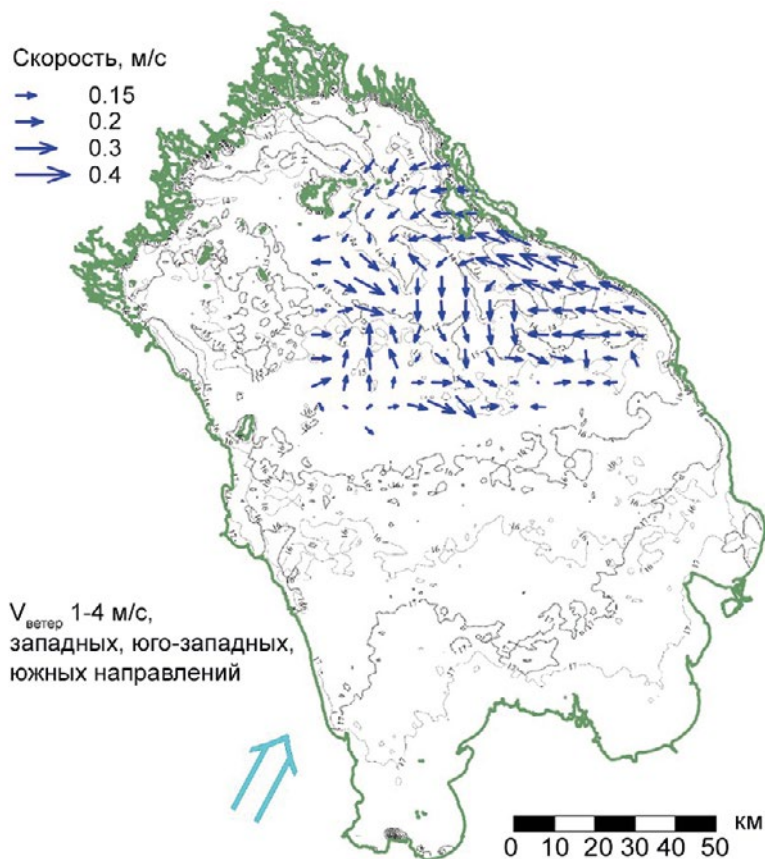 Скорость, м/с
0.15
0.2
0.3
0.4
Vветер 1-4 м/с,
западных, юго-западных,
южных направлений
км
0 10 20 30 40 50